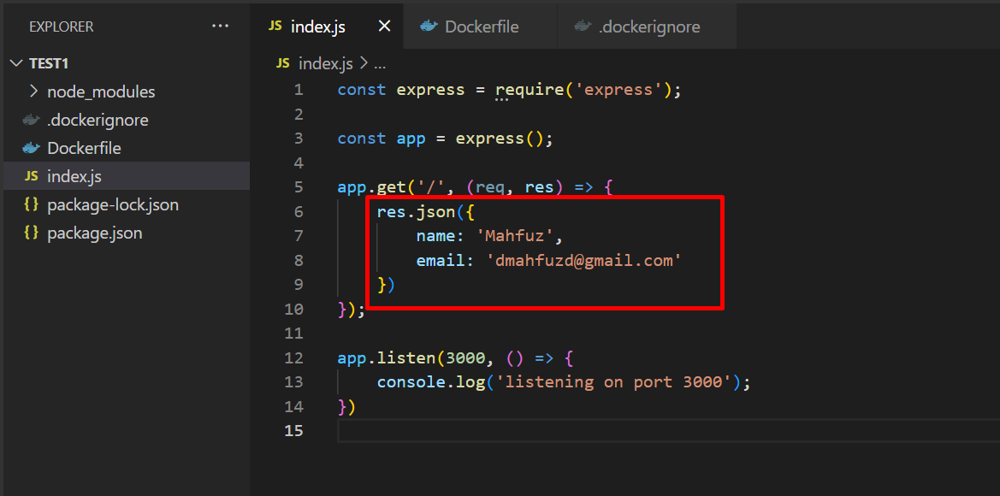 EXPLORER ...
TEST1
node_modules
.dockerignore
Dockerfile
JS index.js
{} package-lock.json
{} package.json
JS index.js × Dockerfile .dockerignore
JS index.js > ...
1 const express = require('express');
2
3 const app = express();
4
5 app.get('/', (req, res) => {
6 res.json({
7 name: 'Mahfuz',
8 email: 'dmahfuzd@gmail.com'
9 })
10 });
11
12 app.listen(3000, () => {
13 console.log('listening on port 3000');
14 })
15